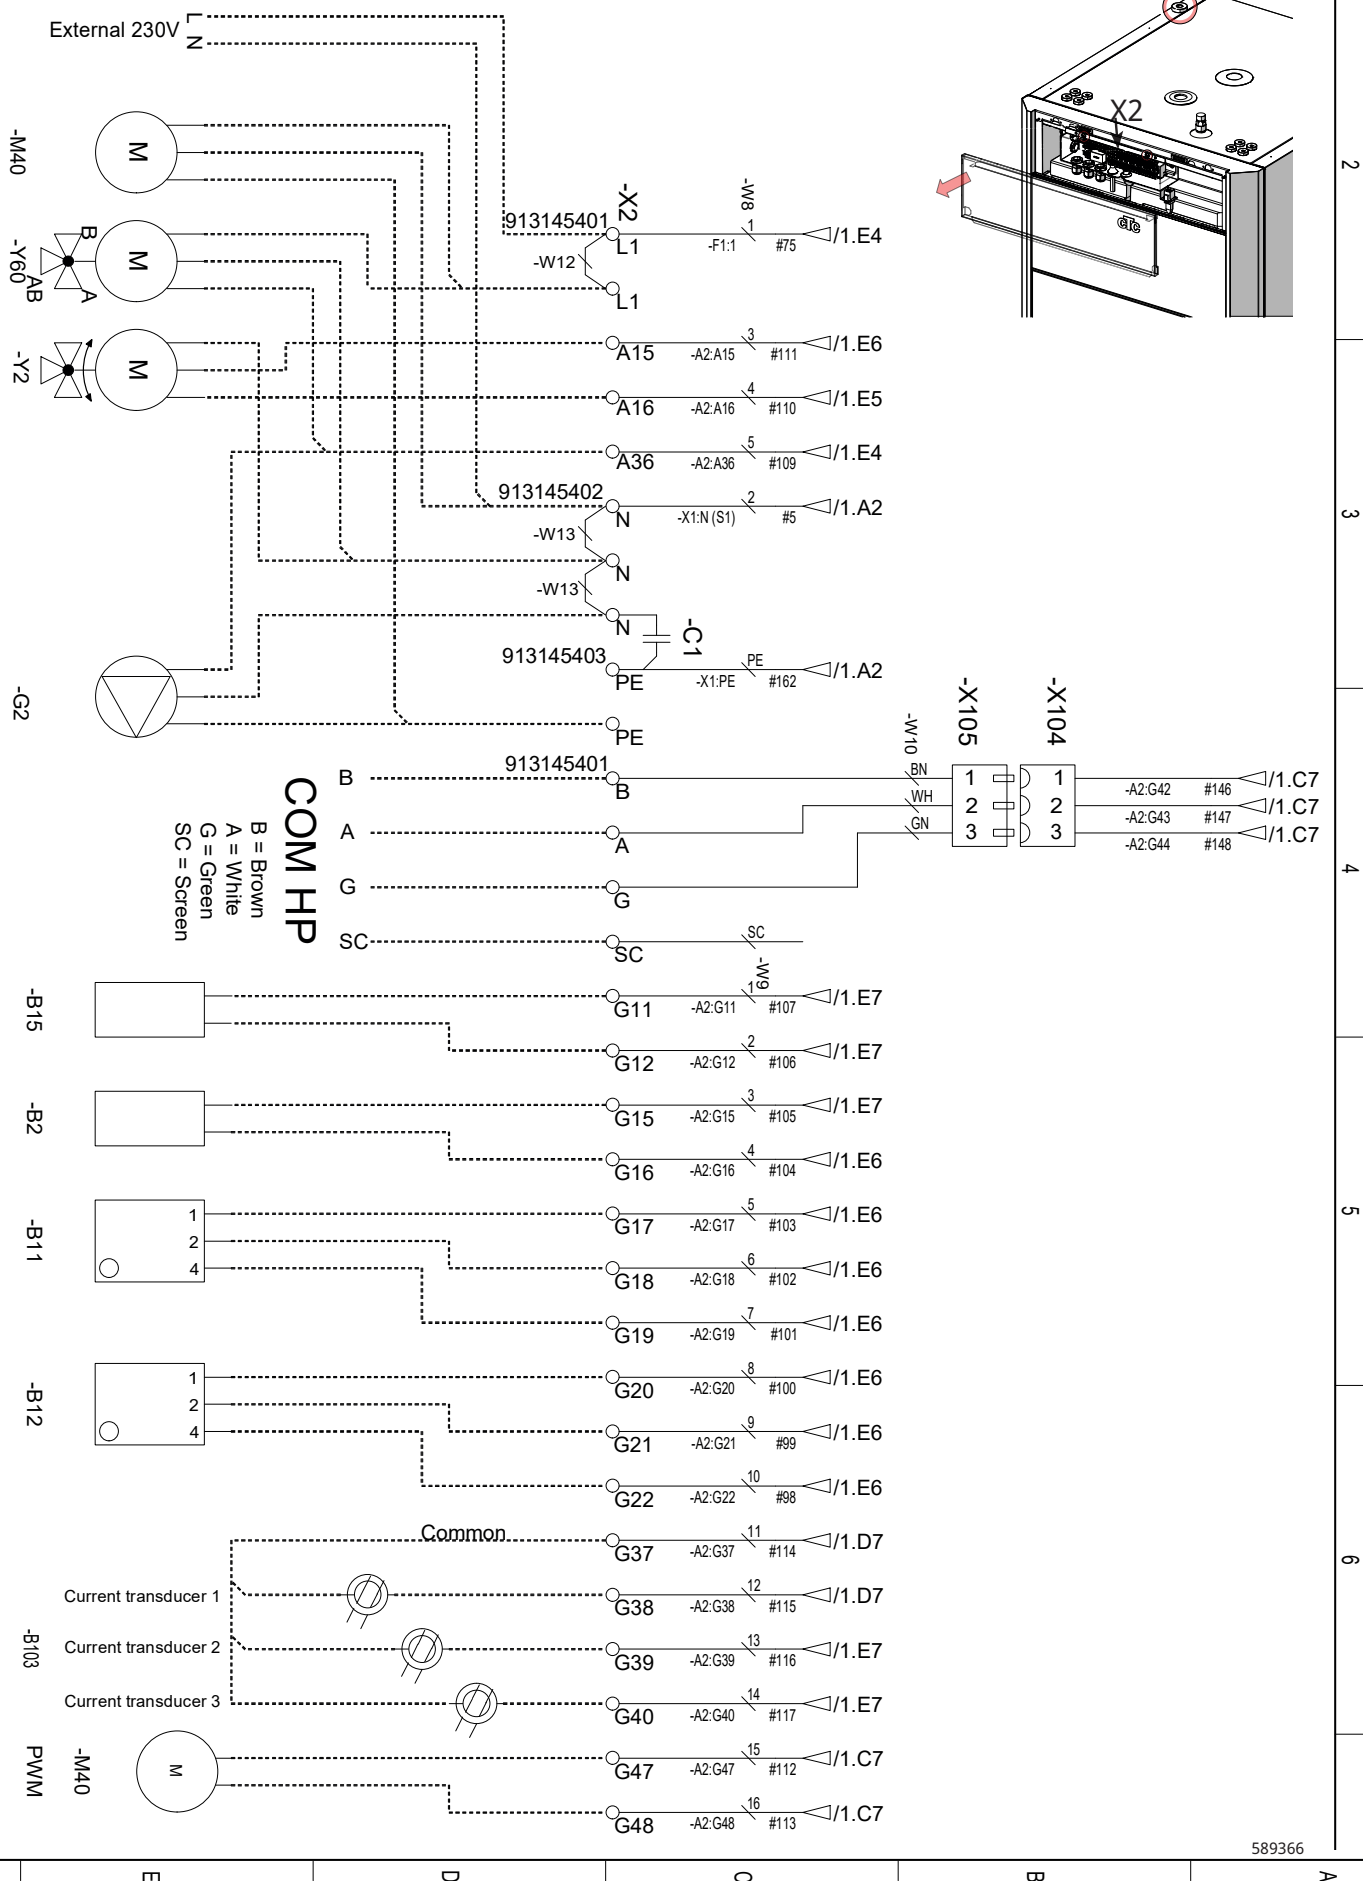 External 230V
L
N
X2
cTc
2
-M40
M
-X2
-W8
913145401
1
/1.E4
L1
-F1:1
#75
B
-Y60
AB
A
M
-W12
L1
-Y2
M
A15
3
-A2:A15
#111
/1.E6
A16
4
-A2:A16
#110
/1.E5
A36
5
-A2:A36
#109
/1.E4
913145402
N
2
-X1:N (S1)
#5
/1.A2
3
-W13
N
-W13
N
-C1
913145403
PE
PE
-X1:PE
#162
/1.A2
-G2
PE
-X105
-X104
-W10
B
913145401
B
BN
1
1
-A2:G42
#146
/1.C7
WH
2
2
-A2:G43
#147
/1.C7
A
A
GN
3
3
-A2:G44
#148
/1.C7
COM HP
B = Brown
A = White
G = Green
SC = Screen
4
G
G
SC
SC
SC
-W9
-B15
G11
1
-A2:G11
#107
/1.E7
G12
2
-A2:G12
#106
/1.E7
-B2
G15
3
-A2:G15
#105
/1.E7
G16
4
-A2:G16
#104
/1.E6
-B11
1
2
4
G17
5
-A2:G17
#103
/1.E6
5
G18
6
-A2:G18
#102
/1.E6
G19
7
-A2:G19
#101
/1.E6
-B12
1
2
4
G20
8
-A2:G20
#100
/1.E6
G21
9
-A2:G21
#99
/1.E6
G22
10
-A2:G22
#98
/1.E6
Common
G37
11
-A2:G37
#114
/1.D7
6
Current transducer 1
G38
12
-A2:G38
#115
/1.D7
-B103
Current transducer 2
G39
13
-A2:G39
#116
/1.E7
Current transducer 3
G40
14
-A2:G40
#117
/1.E7
PWM
-M40
M
G47
15
-A2:G47
#112
/1.C7
G48
16
-A2:G48
#113
/1.C7
589366
E
D
C
B
A